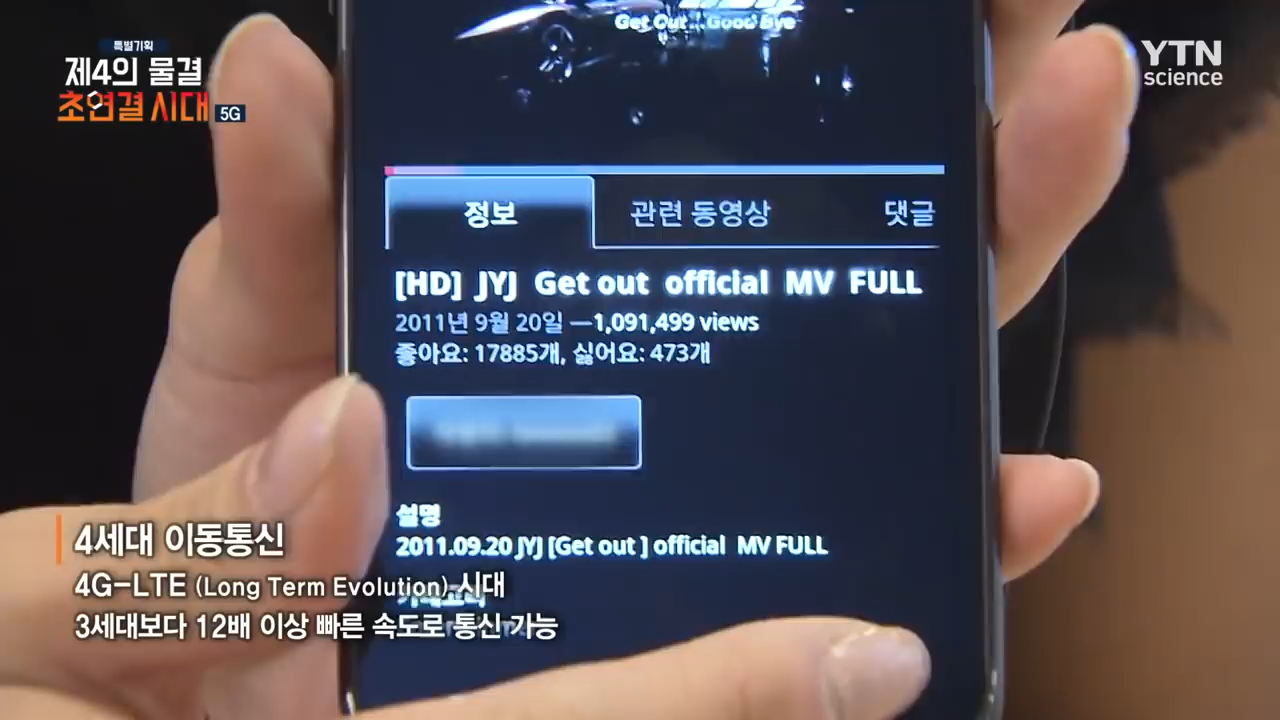 Get Out... Good Bye
특별기획
제4의 물결
초연결 시대 5G
YTN
science
정보 관련 동영상 댓글
[HD] JYJ Get out official MV FULL
2011년 9월 20일 —1,091,499 views
좋아요: 17885개, 싫어요: 473개
설명
2011.09.20 JYJ [Get out ] official MV FULL
카테고리
4세대 이동통신
4G-LTE (Long Term Evolution) 시대
3세대보다 12배 이상 빠른 속도로 통신 가능